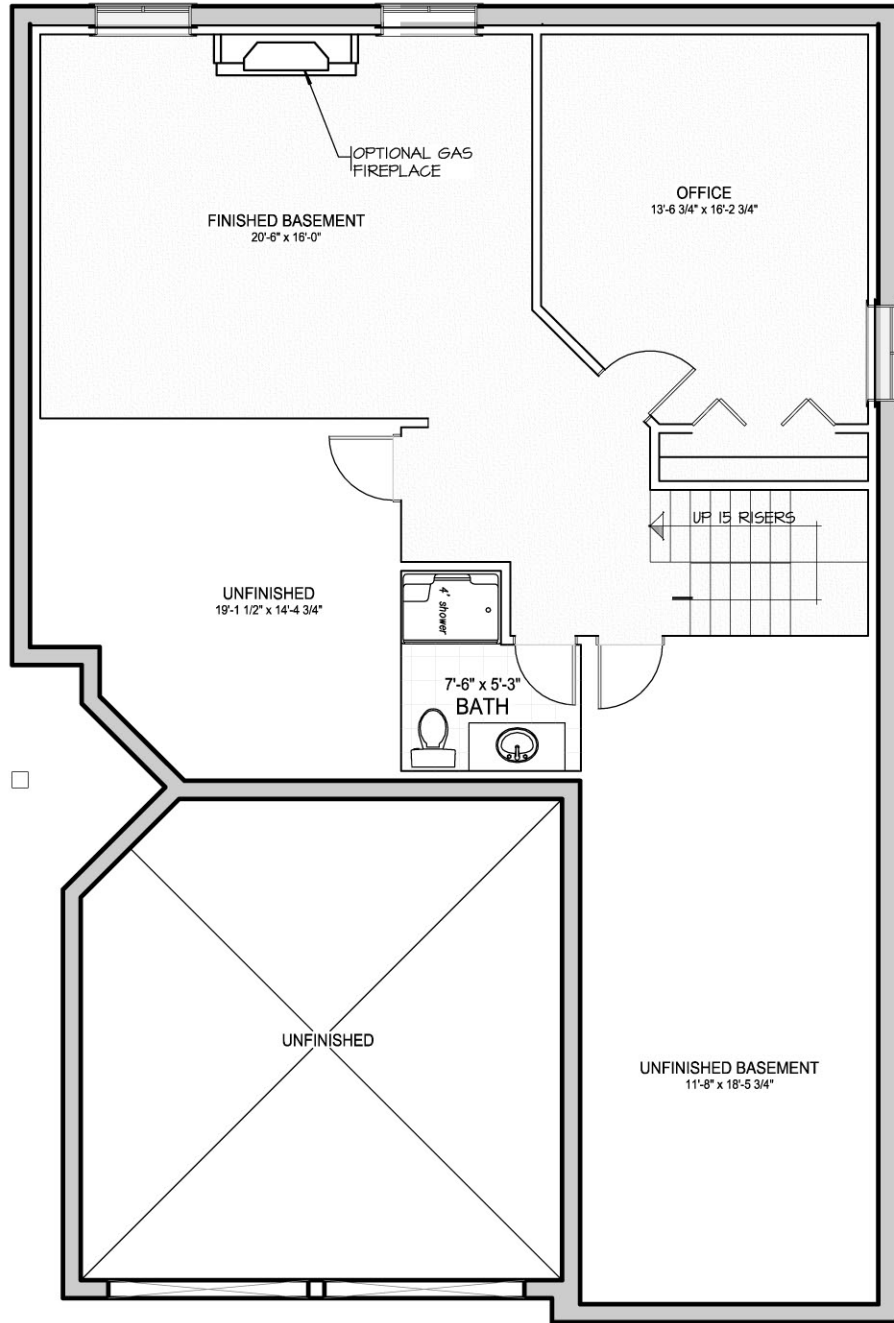 OPTIONAL GAS
FIREPLACE
FINISHED BASEMENT
20'-6" x 16'-0"
OFFICE
13'-6 3/4" x 16'-2 3/4"
UP 15 RISERS
UNFINISHED
19'-1 1/2" x 14'-4 3/4"
4' shower
7'-6" x 5'-3"
BATH
UNFINISHED
UNFINISHED BASEMENT
11'-8" x 18'-5 3/4"